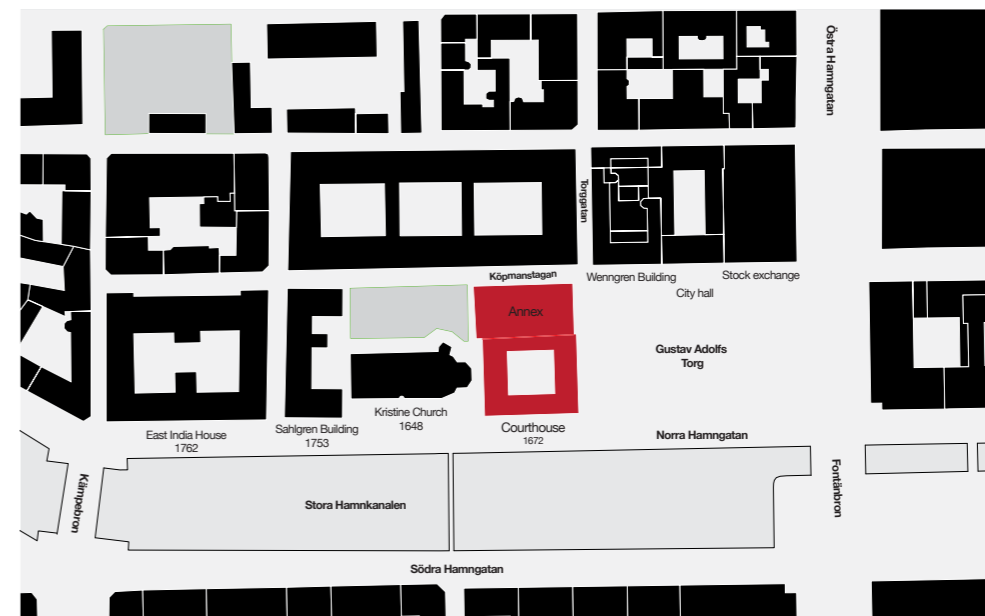 Östra Hamngatan
Torggatan
Köpmanstagan
Wenngren Building
Stock exchange
City hall
Annex
Gustav Adolfs
Torg
Kristine Church
1648
Sahlgren Building
1753
East India House
1762
Courthouse
1672
Norra Hamngatan
Kämpebron
Stora Hamnkanalen
Fontänbron
Södra Hamngatan